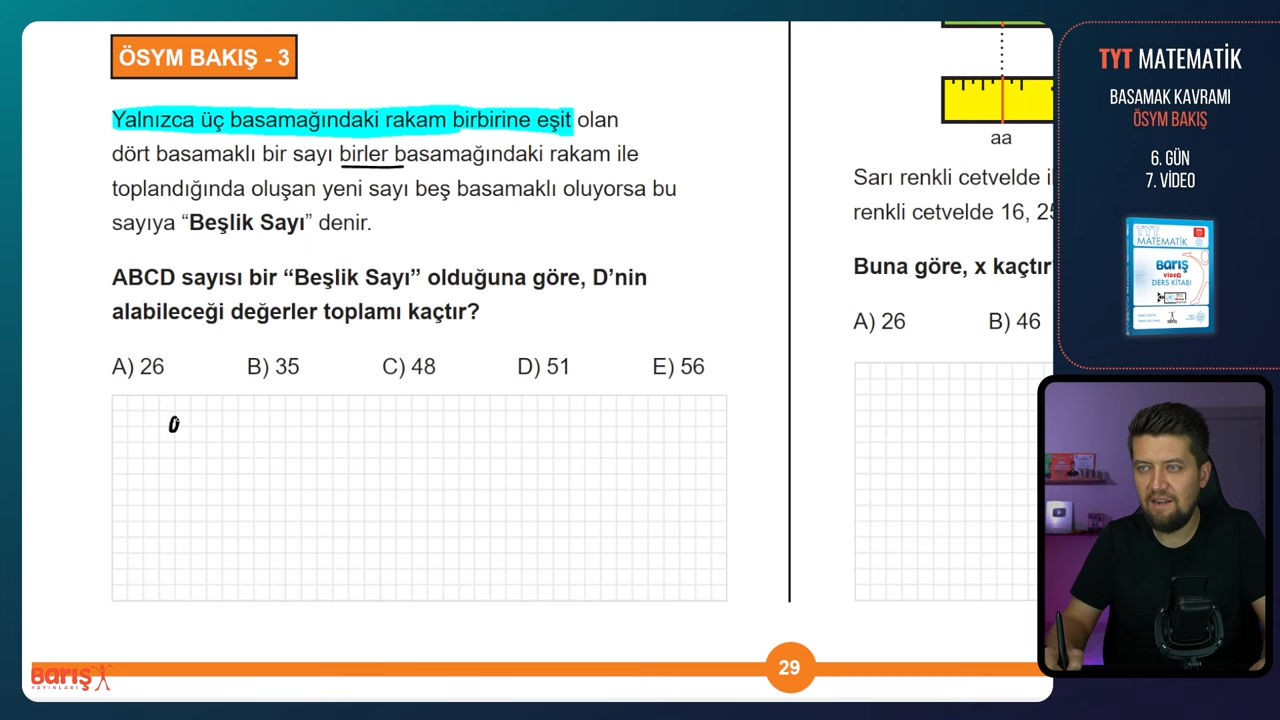 ÖSYM BAKIŞ - 3
Yalnızca üç basamağındaki rakam birbirine eşit olan
dört basamaklı bir sayı birler basamağındaki rakam ile
toplandığında oluşan yeni sayı beş basamaklı oluyorsa bu
sayıya “Beşlik Sayı” denir.
ABCD sayısı bir “Beşlik Sayı” olduğuna göre, D’nin
alabileceği değerler toplamı kaçtır?
A) 26 B) 35 C) 48 D) 51 E) 56
aa
Sarı renkli cetvelde i
renkli cetvelde 16, 25
Buna göre, x kaçtır
A) 26 B) 46
29
Barış
YAYINLARI
TYT MATEMATİK
BASAMAK KAVRAMI
ÖSYM BAKIŞ
6. GÜN
7. VİDEO
TYT
MATEMATİK
Barış
VİDEO
DERS KİTABI